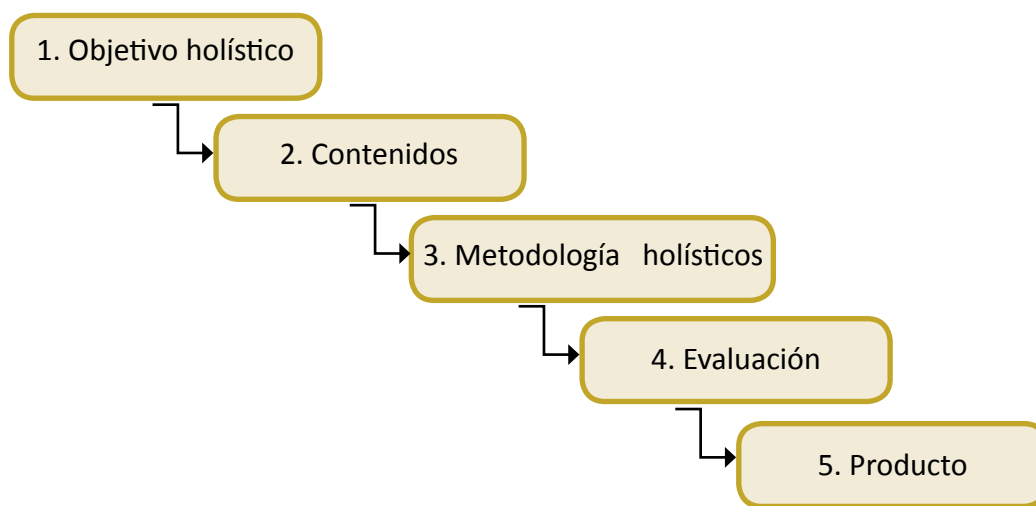 1. Objetivo holístico
2. Contenidos
3. Metodología holísticos
4. Evaluación
5. Producto